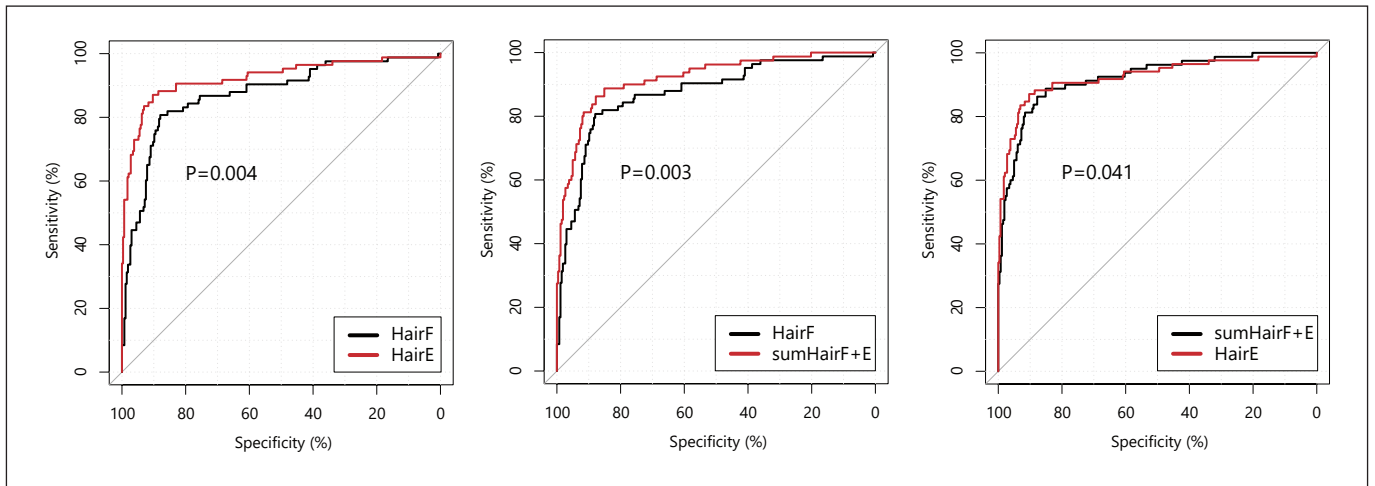 100
80
60
40
20
0
Sensitivity (%)
P=0.004
HairF
HairE
100 80 60 40 20 0
Specificity (%)
100
80
60
40
20
0
Sensitivity (%)
P=0.003
HairF
sumHairF+E
100 80 60 40 20 0
Specificity (%)
100
80
60
40
20
0
Sensitivity (%)
P=0.041
sumHairF+E
HairE
100 80 60 40 20 0
Specificity (%)